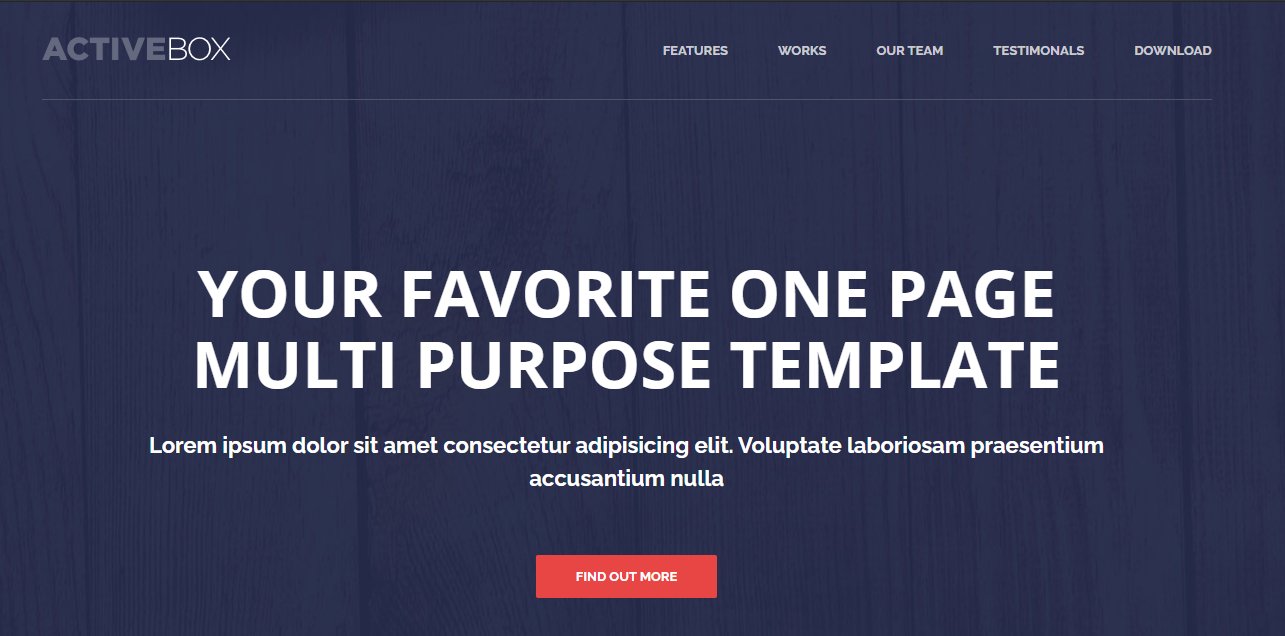 ACTIVEBOX
FEATURES WORKS OUR TEAM TESTIMONALS DOWNLOAD
YOUR FAVORITE ONE PAGE
MULTI PURPOSE TEMPLATE
Lorem ipsum dolor sit amet consectetur adipisicing elit. Voluptate laboriosam praesentium
accusantium nulla
FIND OUT MORE